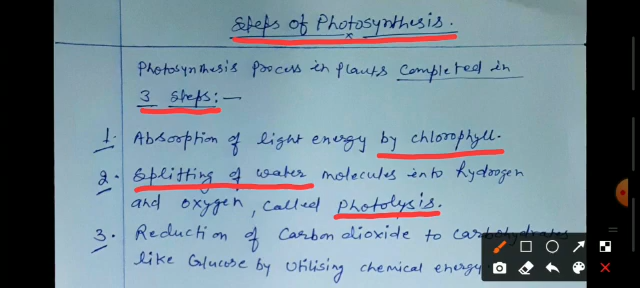 Steps of Photosynthesis.
Photosynthesis Process in Plants Completed in
3 Steps:-
1. Absorption of light energy by chlorophyll.
2. Splitting of water molecules into hydrogen
and oxygen, called Photolysis.
3. Reduction of Carbon dioxide to Carbohydrates
like Glucose by Utilising chemical energy.